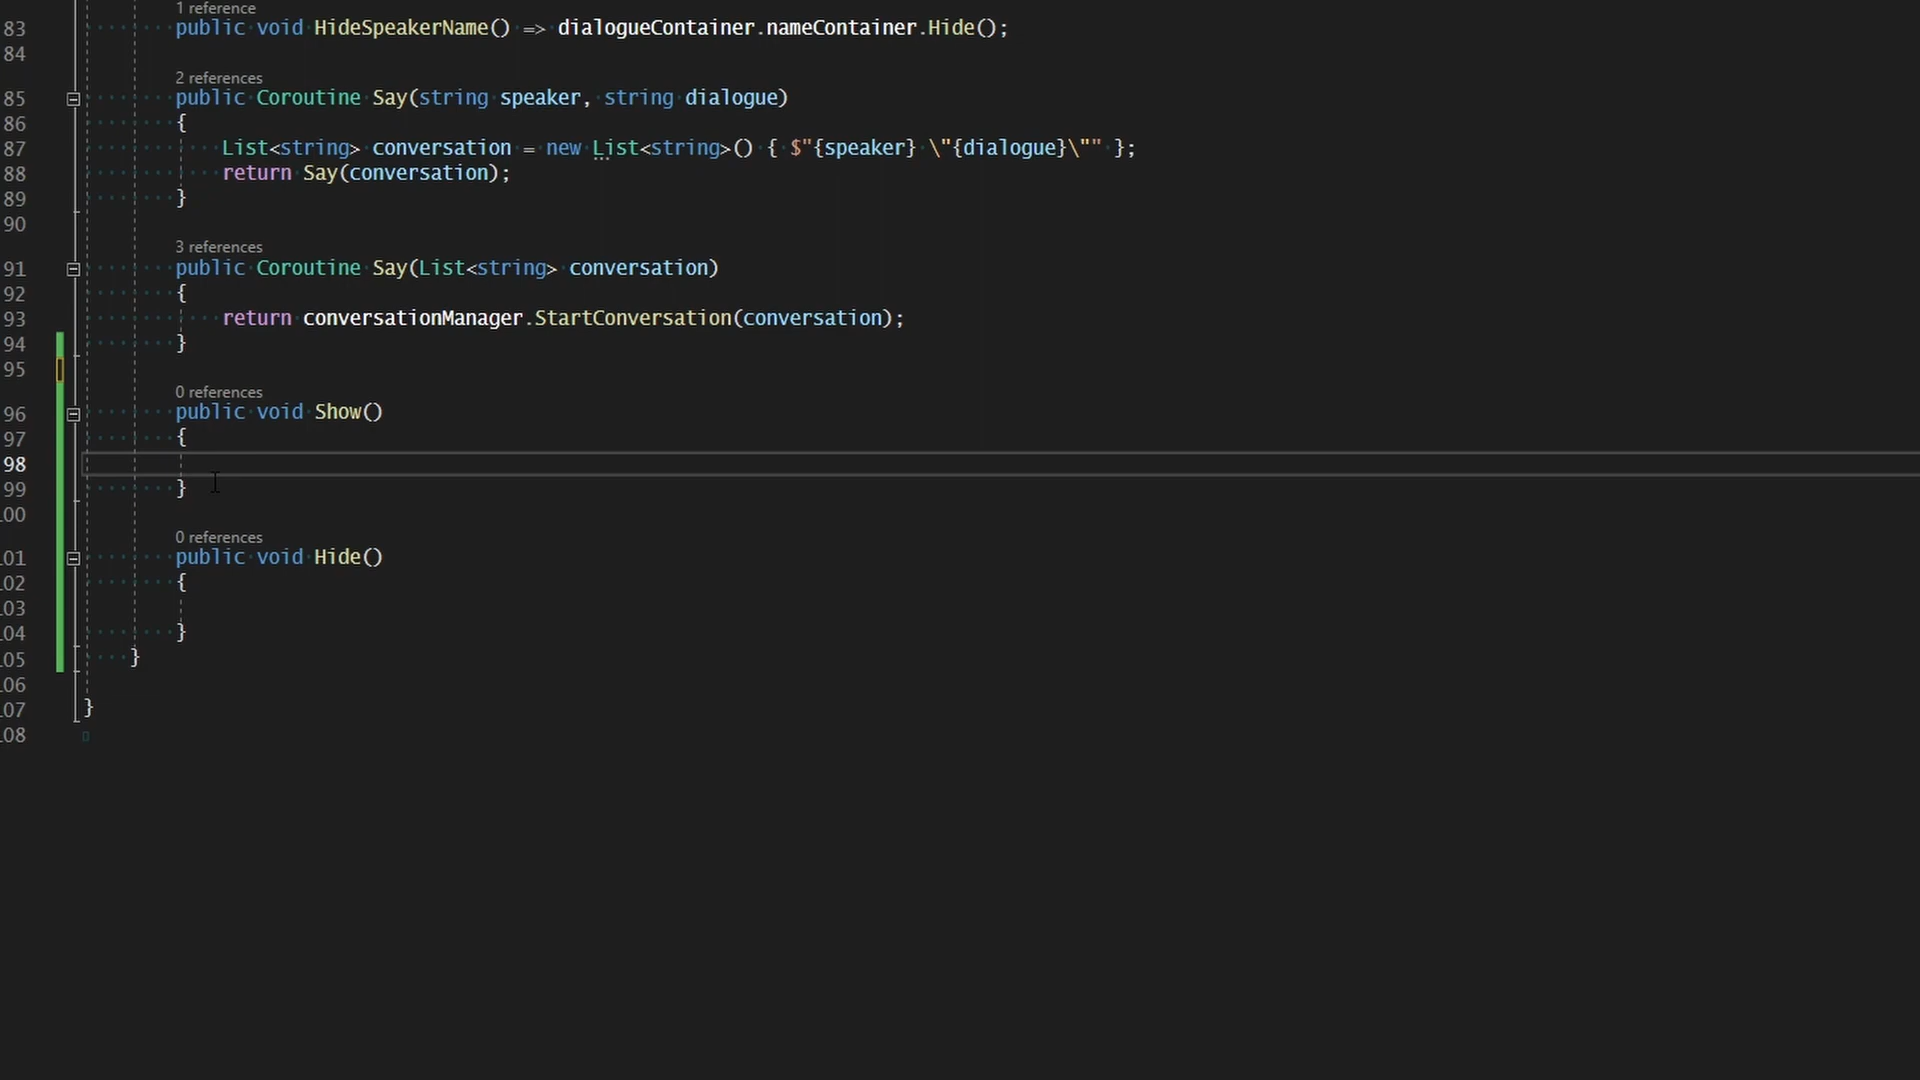 1 reference
83 public void HideSpeakerName() => dialogueContainer.nameContainer.Hide();
84
2 references
85 public Coroutine Say(string speaker, string dialogue)
86 {
87 List<string> conversation = new List<string>() { $"{speaker} \"{dialogue}\"" };
88 return Say(conversation);
89 }
90
3 references
91 public Coroutine Say(List<string> conversation)
92 {
93 return conversationManager.StartConversation(conversation);
94 }
95
0 references
96 public void Show()
97 {
98
99 }
00
0 references
01 public void Hide()
02 {
03
04 }
05 }
06
07 }
08